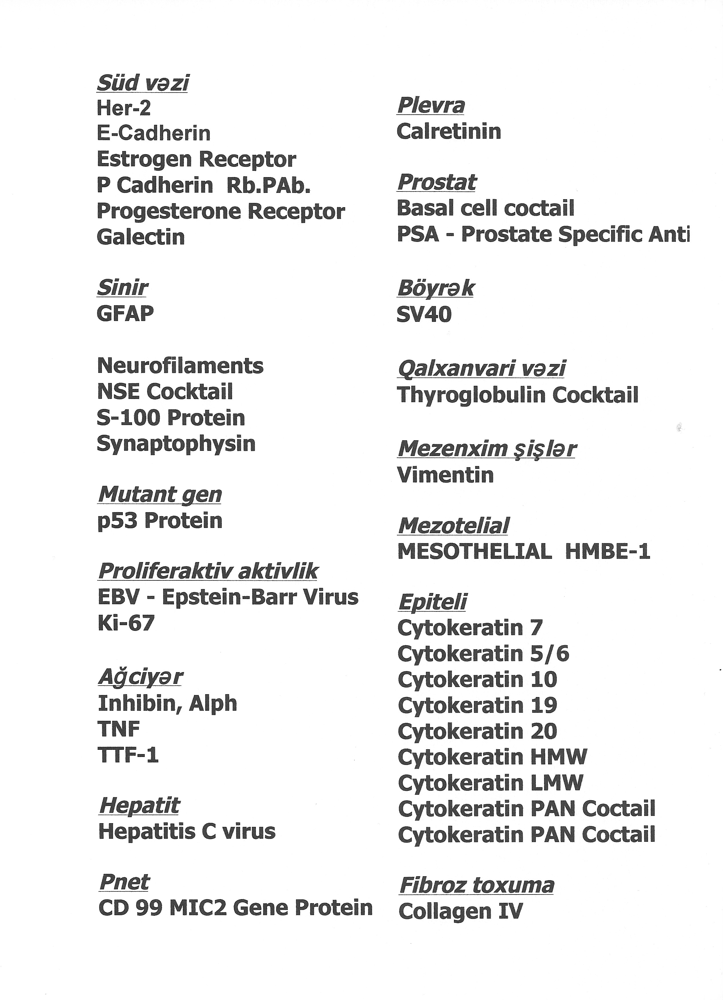 Süd vəzi
Her-2
E-Cadherin
Estrogen Receptor
P Cadherin  Rb.PAb.
Progesterone Receptor
Galectin
Sinir
GFAP
Neurofilaments
NSE Cocktail
S-100 Protein
Synaptophysin
Mutant gen
p53 Protein
Proliferaktiv aktivlik
EBV - Epstein-Barr Virus
Ki-67
Ağciyər
Inhibin, Alph
TNF
TTF-1
Hepatit
Hepatitis C virus
Pnet
CD 99 MIC2 Gene Protein
Plevra
Calretinin
Prostat
Basal cell coctail
PSA - Prostate Specific Anti
Böyrək
SV40
Qalxanvari vəzi
Thyroglobulin Cocktail
Mezenxim şişlər
Vimentin
Mezotelial
MESOTHELIAL  HMBE-1
Epiteli
Cytokeratin 7
Cytokeratin 5/6
Cytokeratin 10
Cytokeratin 19
Cytokeratin 20
Cytokeratin HMW
Cytokeratin LMW
Cytokeratin PAN Coctail
Cytokeratin PAN Coctail
Fibroz toxuma
Collagen IV